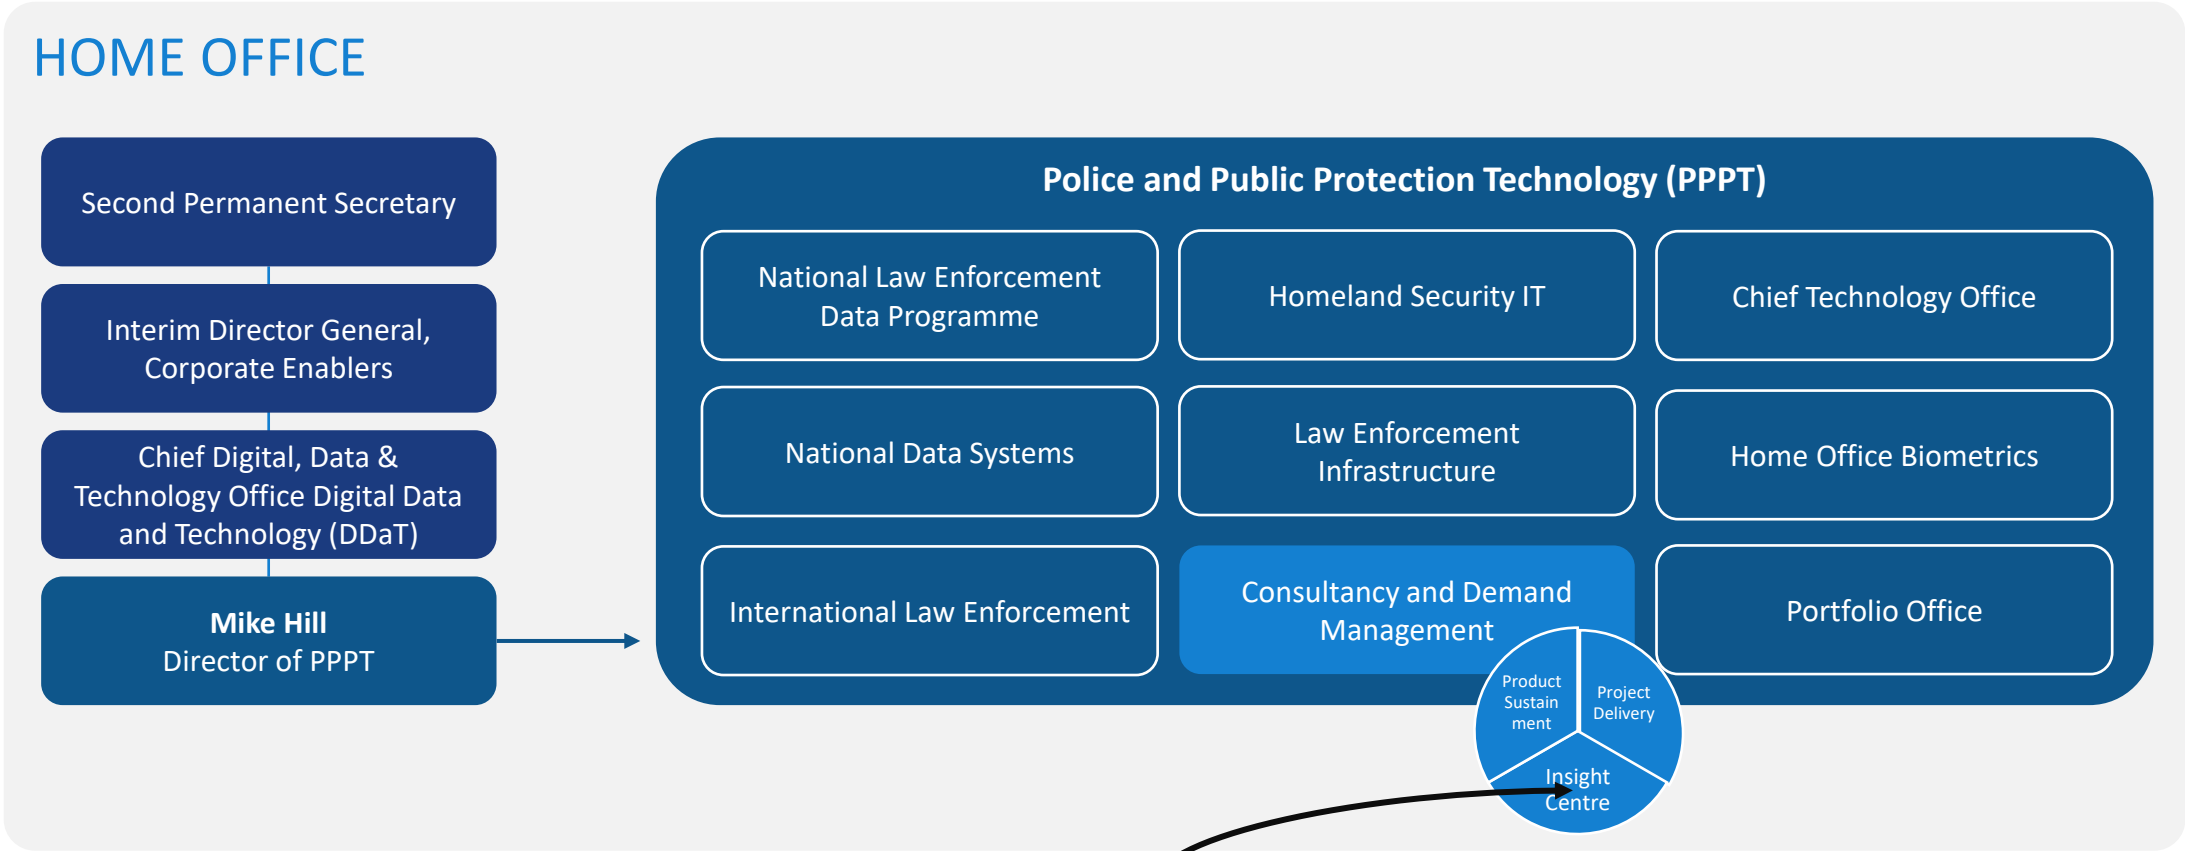 HOME OFFICE
Second Permanent Secretary
Interim Director General,
Corporate Enablers
Chief Digital, Data &
Technology Office Digital Data
and Technology (DDaT)
Mike Hill
Director of PPPT
Police and Public Protection Technology (PPPT)
National Law Enforcement
Data Programme
Homeland Security IT
Chief Technology Office
National Data Systems
Law Enforcement
Infrastructure
Home Office Biometrics
International Law Enforcement
Consultancy and Demand
Management
Portfolio Office
Product
Sustain
ment
Project
Delivery
Insight
Centre